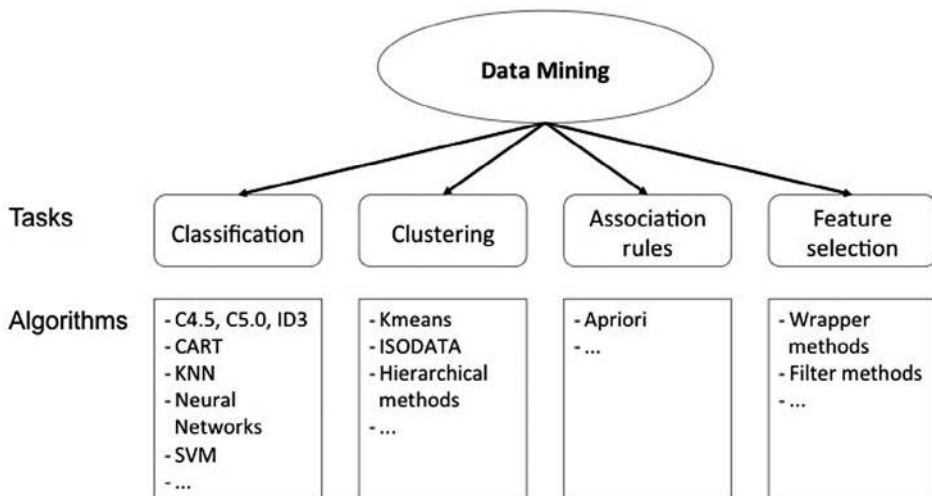 Data Mining
Tasks
Classification
Clustering
Association
rules
Feature
selection
Algorithms
- C4.5, C5.0, ID3
- CART
- KNN
- Neural
Networks
- SVM
- ...
- Kmeans
- ISODATA
- Hierarchical
methods
- ...
- Apriori
- ...
- Wrapper
methods
- Filter methods
- ...